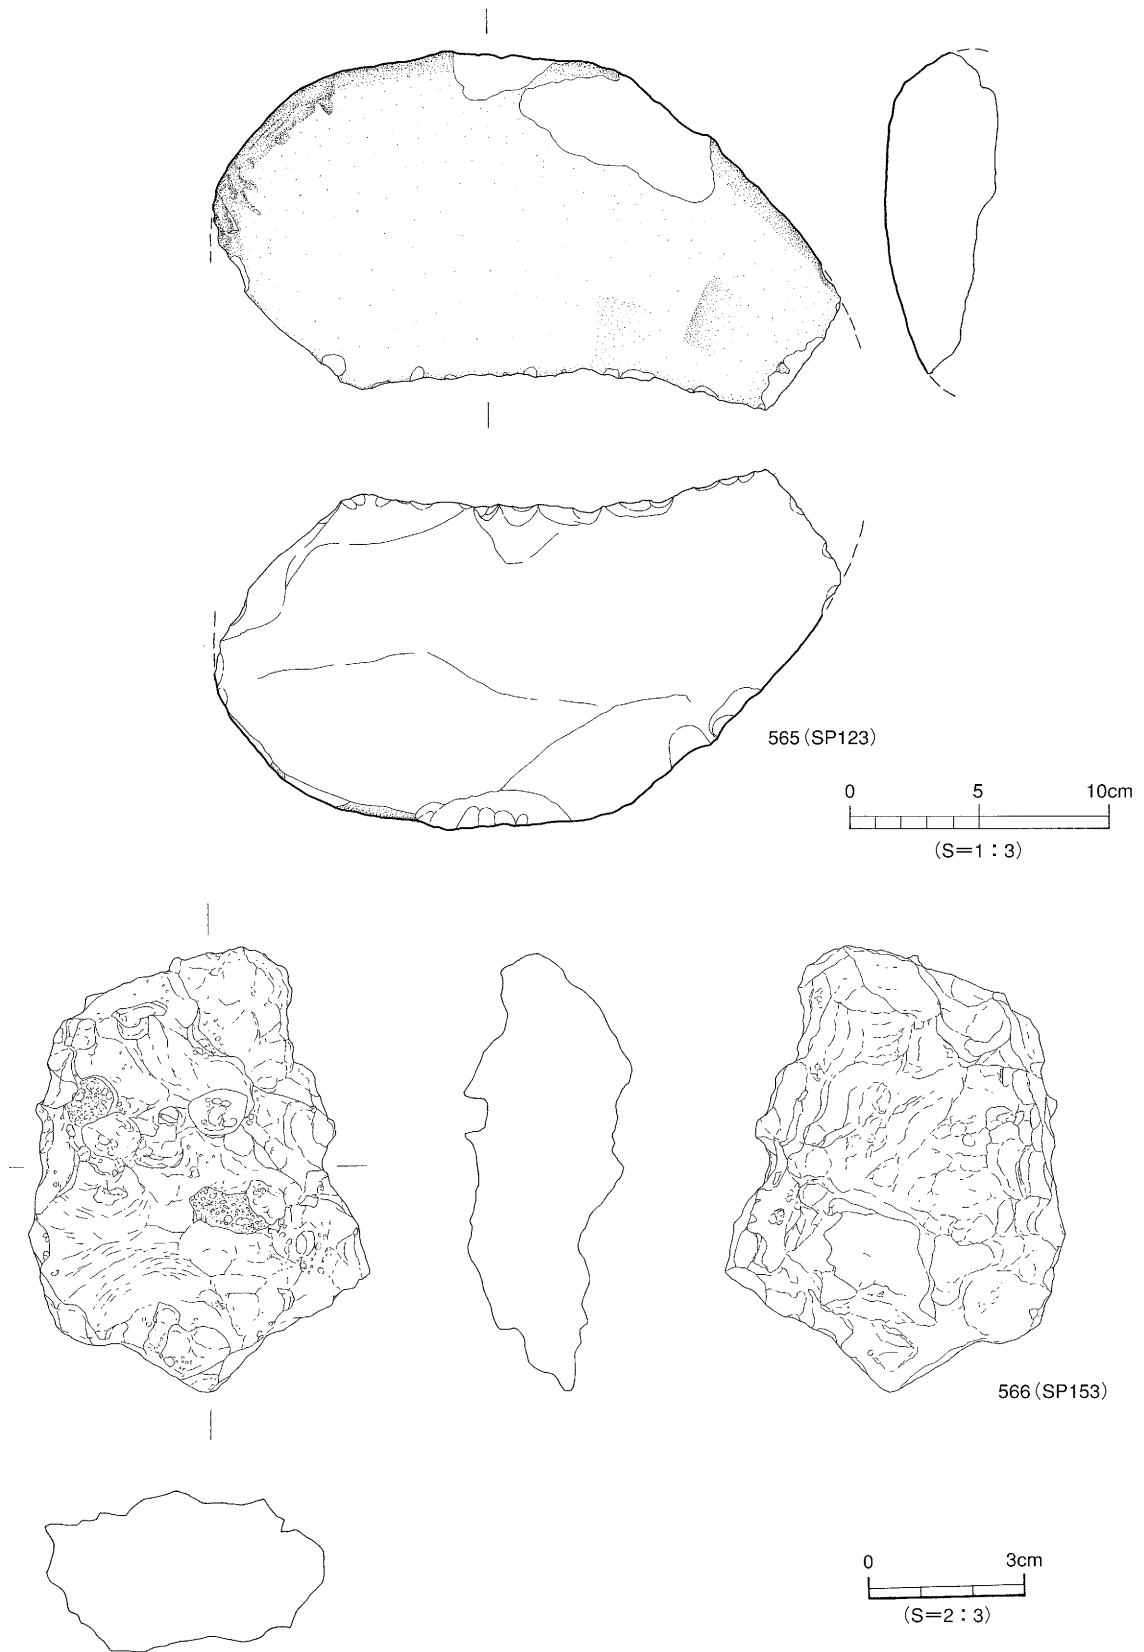 565（SP123）
0 5 10cm
（S＝1：3）
566（SP153）
0 3cm
（S＝2：3）